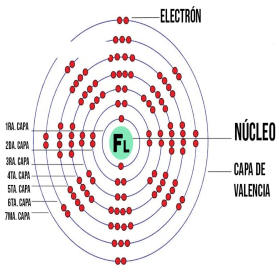 ELECTRÓN
1RA. CAPA
2DA. CAPA
3RA. CAPA
4TA. CAPA
5TA. CAPA
6TA. CAPA
7MA. CAPA
FL
NÚCLEO
CAPA DE
VALENCIA